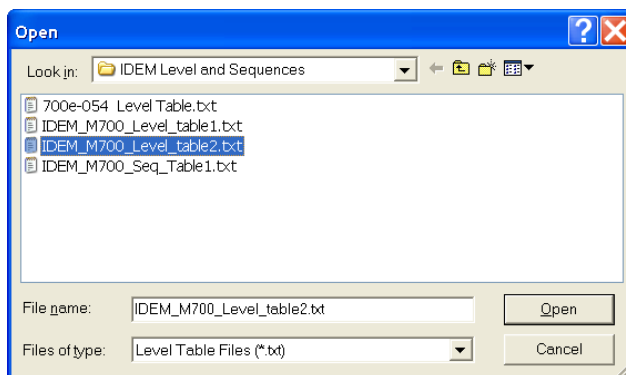 Open
Look in: IDEM Level and Sequences
700e-054 Level Table.txt
IDEM_M700_Level_table1.txt
IDEM_M700_Level_table2.txt
IDEM_M700_Seq_Table1.txt
File name: IDEM_M700_Level_table2.txt Open
Files of type: Level Table Files (*.txt) Cancel